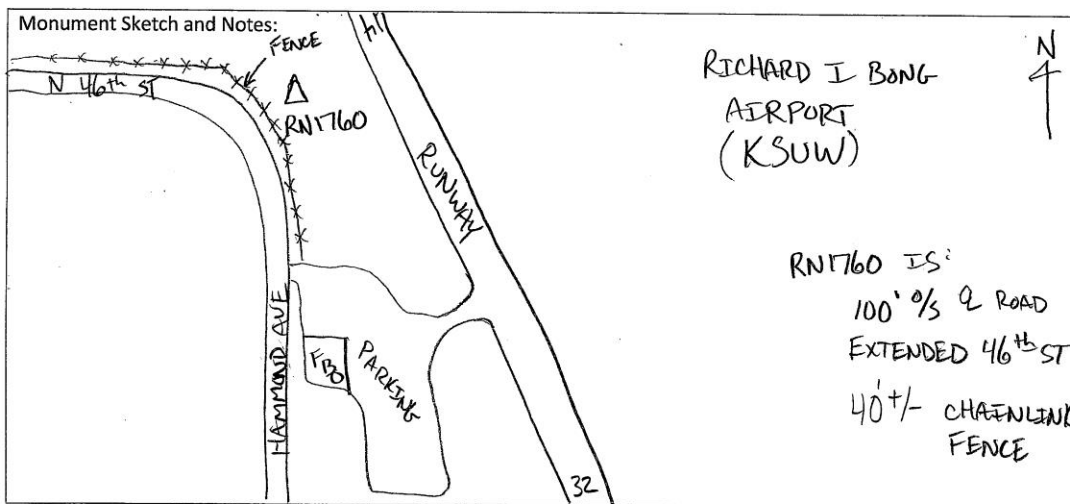 Monument Sketch and Notes:
FENCE
N 46th ST
RN1760
14
RUNWAY
HAMMOND AVE
FBO
PARKING
32
RICHARD I BONG
AIRPORT
(KSUW)
N
RN1760 IS:
100' O/S ℄ ROAD
EXTENDED 46th ST
40' +/- CHAINLINK
FENCE